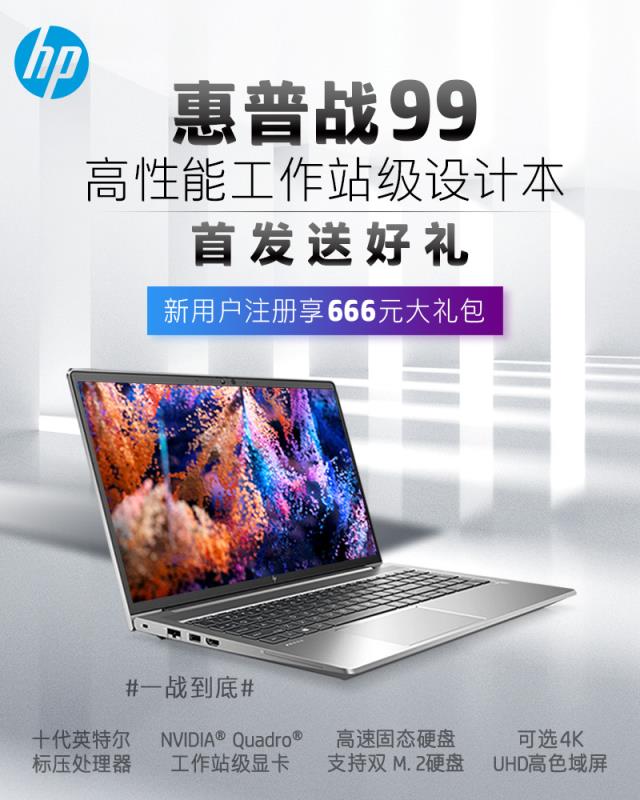 hp
惠普战99
高性能工作站级设计本
首发送好礼
新用户注册享666元大礼包
#一战到底#
十代英特尔
标压处理器
NVIDIA® Quadro®
工作站级显卡
高速固态硬盘
支持双 M.2硬盘
可选4K
UHD高色域屏